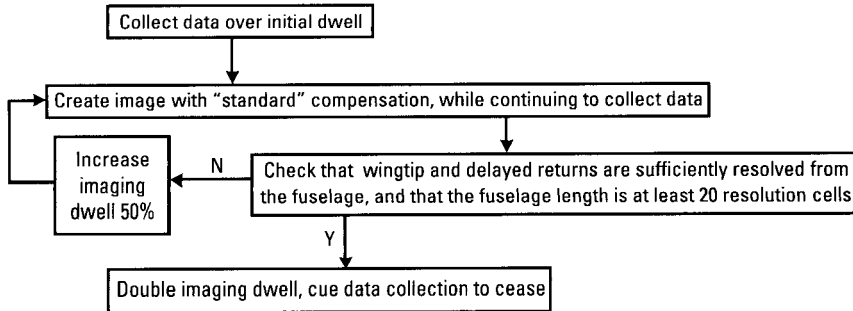 Collect data over initial dwell
Create image with “standard” compensation, while continuing to collect data
Increase
imaging
dwell 50%
N
Check that wingtip and delayed returns are sufficiently resolved from
the fuselage, and that the fuselage length is at least 20 resolution cells
Y
Double imaging dwell, cue data collection to cease